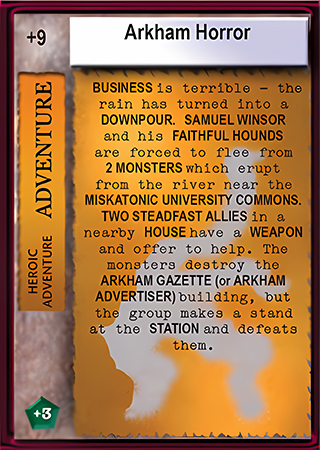 +9
Arkham Horror
HEROIC
ADVENTURE
ADVENTURE
BUSINESS is terrible – the
rain has turned into a
DOWNPOUR. SAMUEL WINSOR
and his FAITHFUL HOUNDS
are forced to flee from
2 MONSTERS which erupt
from the river near the
MISKATONIC UNIVERSITY COMMONS.
TWO STEADFAST ALLIES in a
nearby HOUSE have a WEAPON
and offer to help. The
monsters destroy the
ARKHAM GAZETTE (or ARKHAM
ADVERTISER) building, but
the group makes a stand
at the STATION and defeats
them.
+3